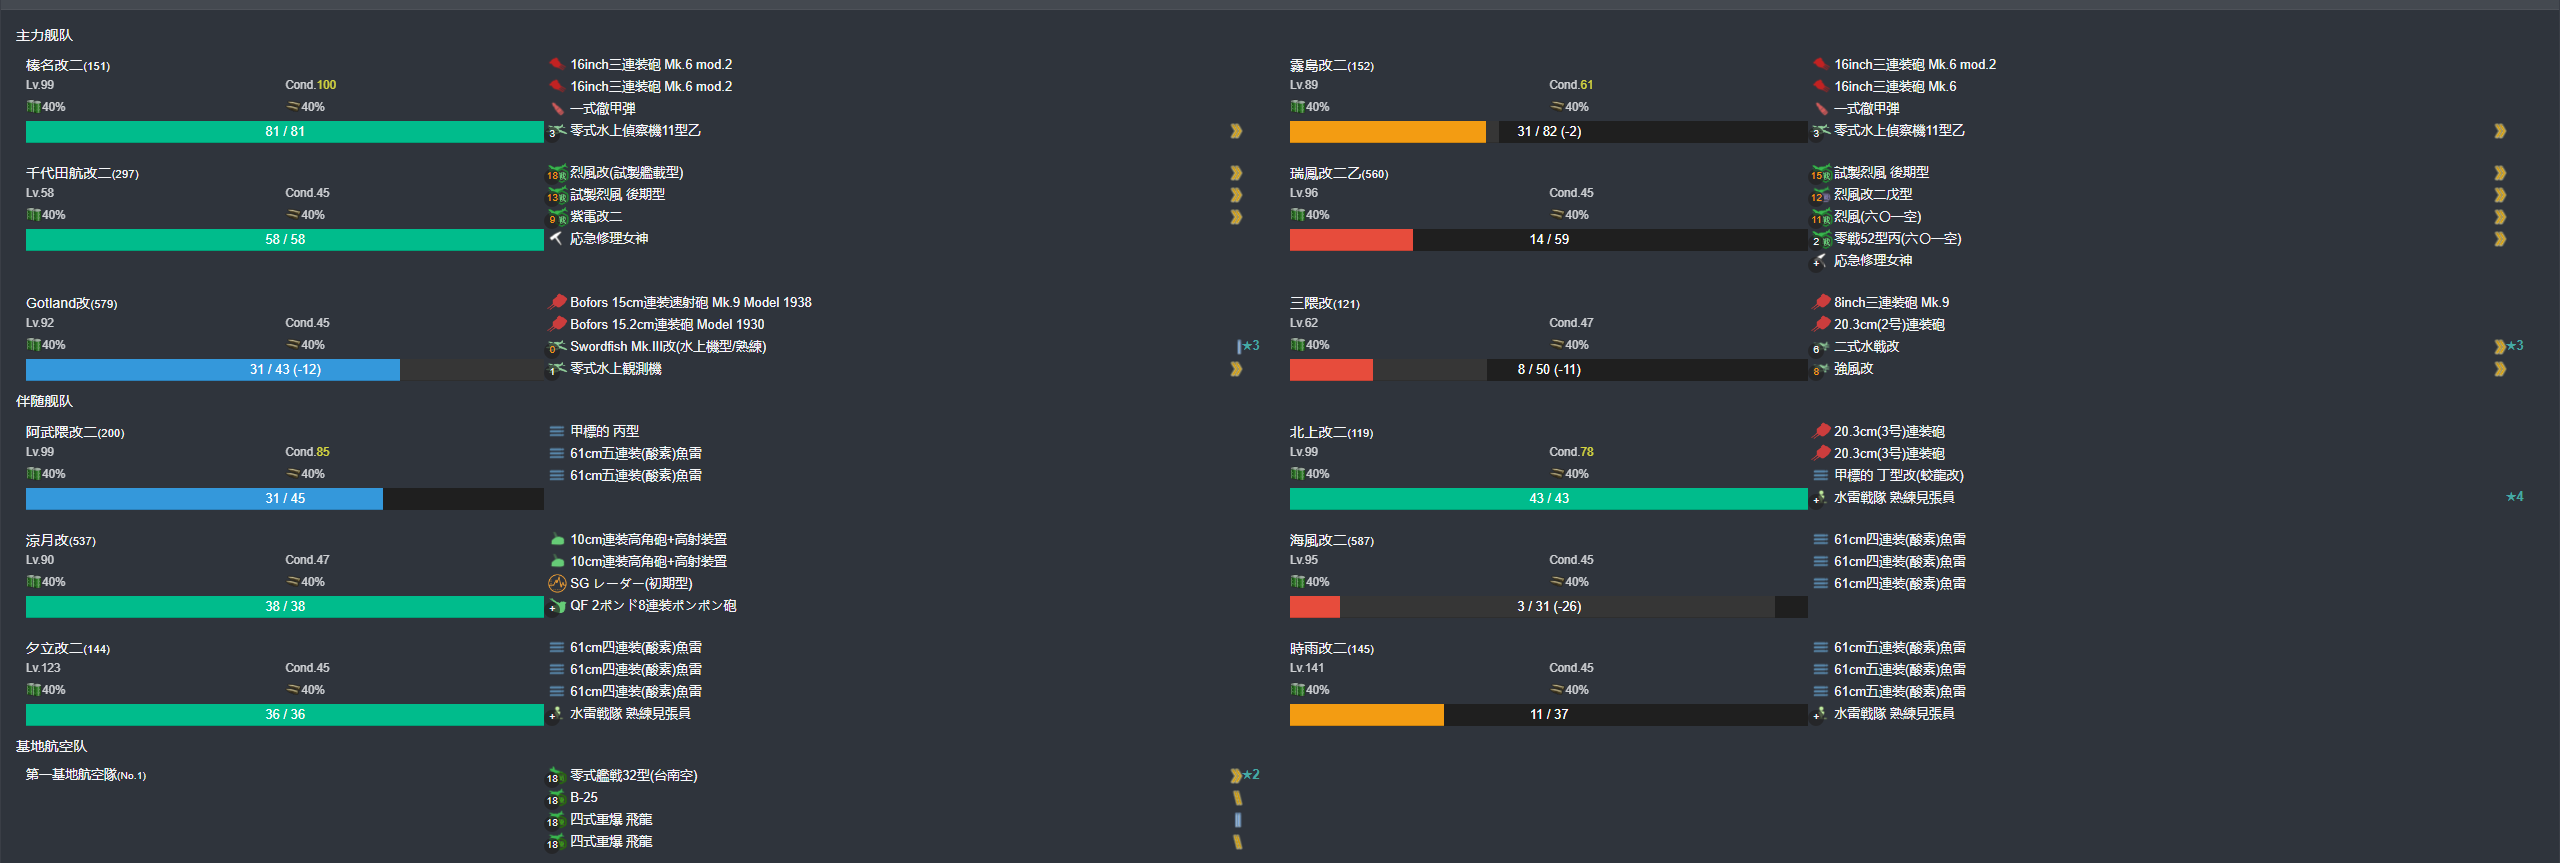 主力舰队
榛名改二(151)
Lv.99 Cond.100
40% 40%
81 / 81
16inch三連装砲 Mk.6 mod.2
16inch三連装砲 Mk.6 mod.2
一式徹甲弾
3 零式水上偵察機11型乙
霧島改二(152)
Lv.89 Cond.61
40% 40%
31 / 82 (-2)
16inch三連装砲 Mk.6 mod.2
16inch三連装砲 Mk.6
一式徹甲弾
3 零式水上偵察機11型乙
千代田航改二(297)
Lv.58 Cond.45
40% 40%
58 / 58
18 烈風改(試製艦載型)
13 試製烈風 後期型
9 紫電改二
応急修理女神
瑞鳳改二乙(560)
Lv.96 Cond.45
40% 40%
14 / 59
15 試製烈風 後期型
12 烈風改二戊型
11 烈風(六〇一空)
2 零戦52型丙(六〇一空)
+ 応急修理女神
Gotland改(579)
Lv.92 Cond.45
40% 40%
31 / 43 (-12)
Bofors 15cm連装速射砲 Mk.9 Model 1938
Bofors 15.2cm連装砲 Model 1930
0 Swordfish Mk.III改(水上機型/熟練) ★3
1 零式水上観測機
三隈改(121)
Lv.62 Cond.47
40% 40%
8 / 50 (-11)
8inch三連装砲 Mk.9
20.3cm(2号)連装砲
6 二式水戦改 ★3
8 強風改
伴随舰队
阿武隈改二(200)
Lv.99 Cond.85
40% 40%
31 / 45
甲標的 丙型
61cm五連装(酸素)魚雷
61cm五連装(酸素)魚雷
北上改二(119)
Lv.99 Cond.78
40% 40%
43 / 43
20.3cm(3号)連装砲
20.3cm(3号)連装砲
甲標的 丁型改(蛟龍改)
+ 水雷戦隊 熟練見張員 ★4
涼月改(537)
Lv.90 Cond.47
40% 40%
38 / 38
10cm連装高角砲+高射装置
10cm連装高角砲+高射装置
SG レーダー(初期型)
+ QF 2ポンド8連装ポンポン砲
海風改二(587)
Lv.95 Cond.45
40% 40%
3 / 31 (-26)
61cm四連装(酸素)魚雷
61cm四連装(酸素)魚雷
61cm四連装(酸素)魚雷
夕立改二(144)
Lv.123 Cond.45
40% 40%
36 / 36
61cm四連装(酸素)魚雷
61cm四連装(酸素)魚雷
61cm四連装(酸素)魚雷
+ 水雷戦隊 熟練見張員
時雨改二(145)
Lv.141 Cond.45
40% 40%
11 / 37
61cm五連装(酸素)魚雷
61cm五連装(酸素)魚雷
61cm五連装(酸素)魚雷
+ 水雷戦隊 熟練見張員
基地航空队
第一基地航空隊(No.1)
18 零式艦戦32型(台南空) ★2
18 B-25
18 四式重爆 飛龍
18 四式重爆 飛龍